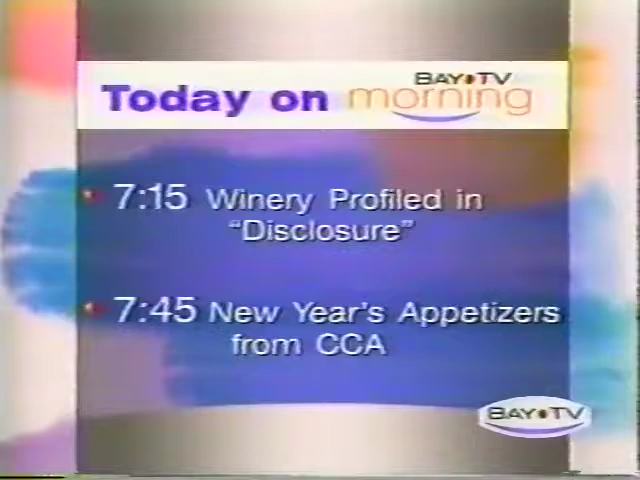 BAY TV
Today on morning
7:15 Winery Profiled in
"Disclosure"
7:45 New Year's Appetizers
from CCA
BAY TV